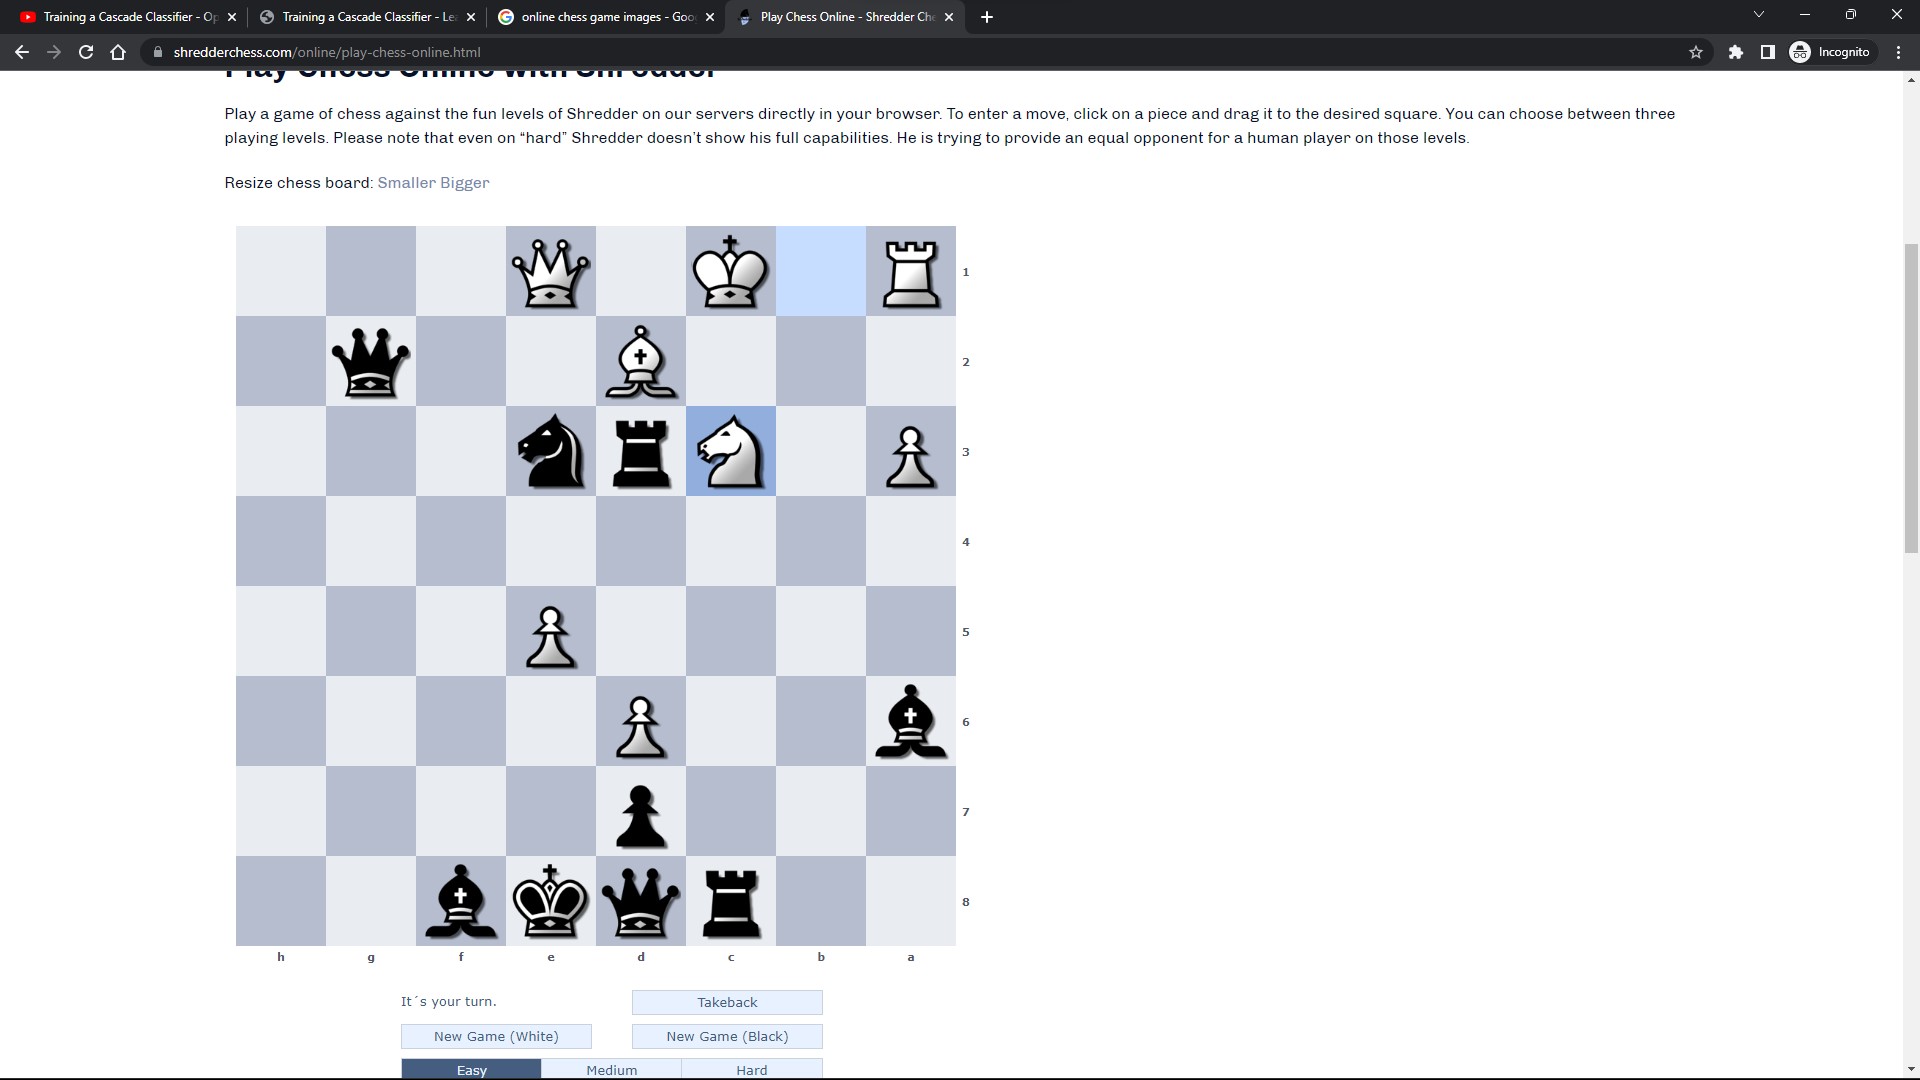 Training a Cascade Classifier - Op
Training a Cascade Classifier - Le
online chess game images - Goo
Play Chess Online - Shredder Che
shredderchess.com/online/play-chess-online.html
Incognito
Play Chess Online with Shredder
Play a game of chess against the fun levels of Shredder on our servers directly in your browser. To enter a move, click on a piece and drag it to the desired square. You can choose between three
playing levels. Please note that even on “hard” Shredder doesn’t show his full capabilities. He is trying to provide an equal opponent for a human player on those levels.
Resize chess board: Smaller Bigger
1
2
3
4
5
6
7
8
h g f e d c b a
It´s your turn.
Takeback
New Game (White)
New Game (Black)
Easy
Medium
Hard